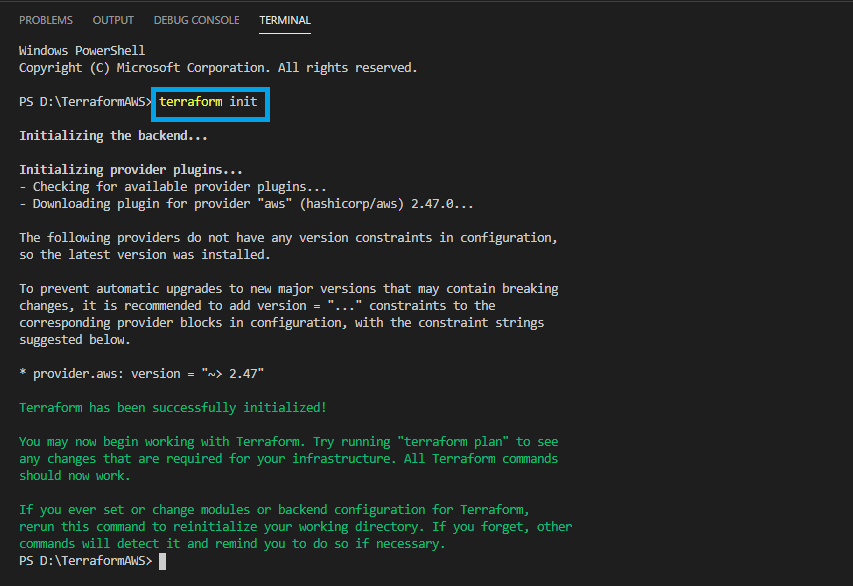 PROBLEMS OUTPUT DEBUG CONSOLE TERMINAL
Windows PowerShell
Copyright (C) Microsoft Corporation. All rights reserved.
PS D:\TerraformAWS> terraform init
Initializing the backend...
Initializing provider plugins...
- Checking for available provider plugins...
- Downloading plugin for provider "aws" (hashicorp/aws) 2.47.0...
The following providers do not have any version constraints in configuration,
so the latest version was installed.
To prevent automatic upgrades to new major versions that may contain breaking
changes, it is recommended to add version = "..." constraints to the
corresponding provider blocks in configuration, with the constraint strings
suggested below.
* provider.aws: version = "~> 2.47"
Terraform has been successfully initialized!
You may now begin working with Terraform. Try running "terraform plan" to see
any changes that are required for your infrastructure. All Terraform commands
should now work.
If you ever set or change modules or backend configuration for Terraform,
rerun this command to reinitialize your working directory. If you forget, other
commands will detect it and remind you to do so if necessary.
PS D:\TerraformAWS>